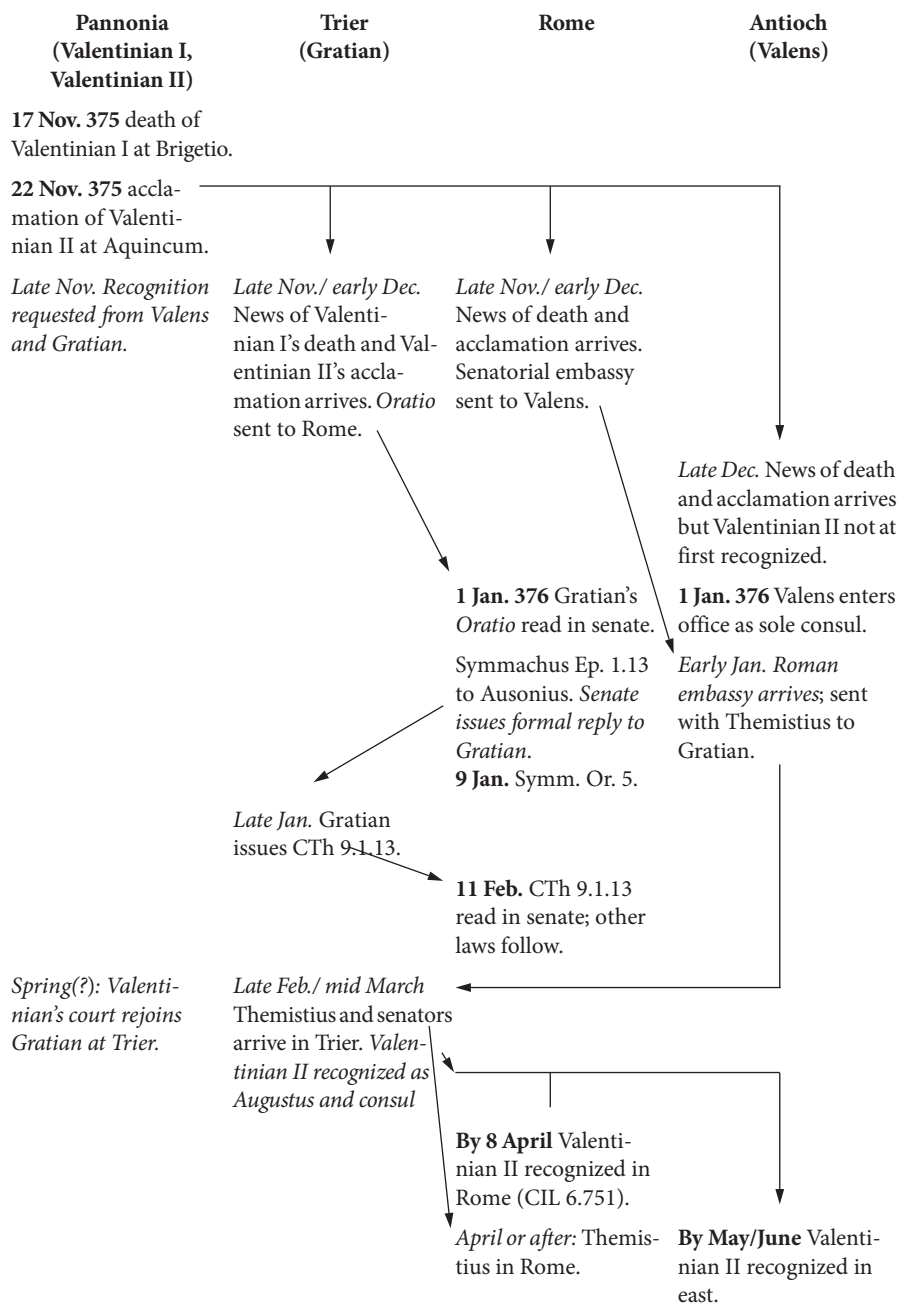 Pannonia
(Valentinian I,
Valentinian II)
Trier
(Gratian)
Rome
Antioch
(Valens)
17 Nov. 375 death of
Valentinian I at Brigetio.
22 Nov. 375 accla-
mation of Valenti-
nian II at Aquincum.
Late Nov. Recognition
requested from Valens
and Gratian.
Late Nov./ early Dec.
News of Valenti-
nian I's death and Val-
entinian II's accla-
mation arrives. Oratio
sent to Rome.
Late Nov./ early Dec.
News of death and
acclamation arrives.
Senatorial embassy
sent to Valens.
Late Dec. News of death
and acclamation arrives
but Valentinian II not at
first recognized.
1 Jan. 376 Gratian's
Oratio read in senate.
1 Jan. 376 Valens enters
office as sole consul.
Symmachus Ep. 1.13
to Ausonius. Senate
issues formal reply to
Gratian.
9 Jan. Symm. Or. 5.
Early Jan. Roman
embassy arrives; sent
with Themistius to
Gratian.
Late Jan. Gratian
issues CTh 9.1.13.
11 Feb. CTh 9.1.13
read in senate; other
laws follow.
Spring(?): Valenti-
nian's court rejoins
Gratian at Trier.
Late Feb./ mid March
Themistius and senators
arrive in Trier. Valen-
tinian II recognized as
Augustus and consul
By 8 April Valenti-
nian II recognized in
Rome (CIL 6.751).
April or after: Themis-
tius in Rome.
By May/June Valenti-
nian II recognized in
east.